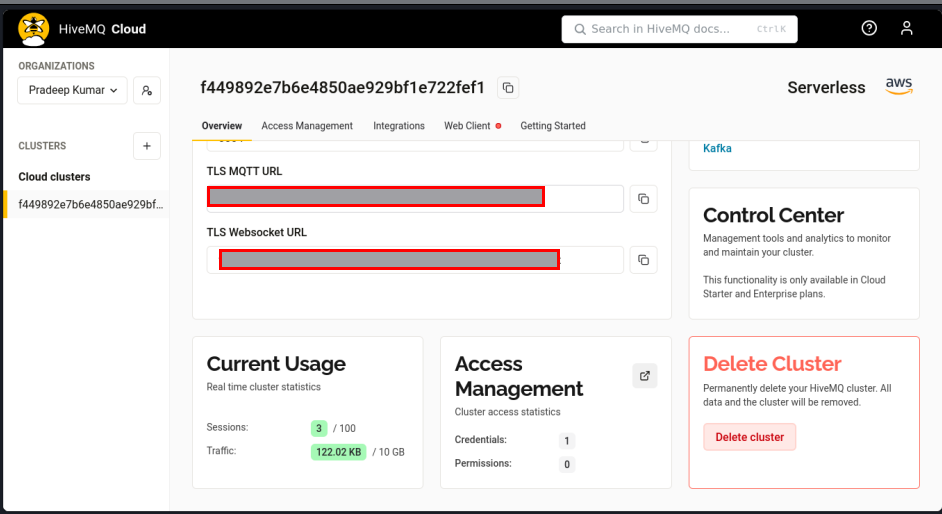 HiveMQ Cloud
Search in HiveMQ docs... Ctrl K
ORGANIZATIONS
Pradeep Kumar
CLUSTERS
+
Cloud clusters
f449892e7b6e4850ae929bf...
f449892e7b6e4850ae929bf1e722fef1
Serverless
aws
Overview Access Management Integrations Web Client Getting Started
TLS MQTT URL
TLS Websocket URL
Kafka
Control Center
Management tools and analytics to monitor
and maintain your cluster.
This functionality is only available in Cloud
Starter and Enterprise plans.
Current Usage
Real time cluster statistics
Sessions: 3 / 100
Traffic: 122.02 KB / 10 GB
Access
Management
Cluster access statistics
Credentials: 1
Permissions: 0
Delete Cluster
Permanently delete your HiveMQ cluster. All
data and the cluster will be removed.
Delete cluster